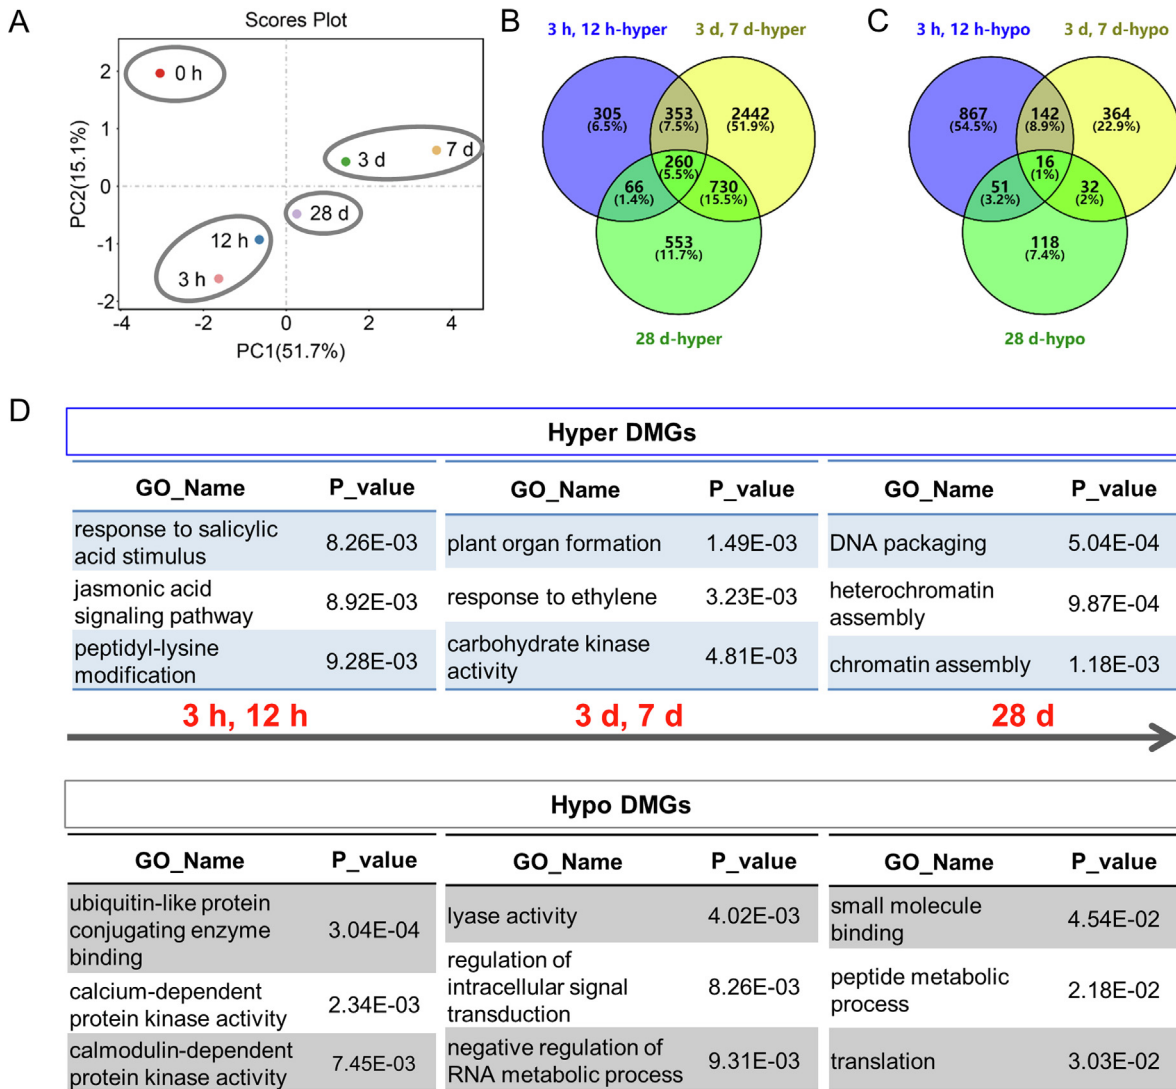 A
Scores Plot
2
1
0
-1
-2
PC2(15.1%)
0 h
3 d
7 d
28 d
12 h
3 h
-4
-2
0
2
4
PC1(51.7%)
B
3 h, 12 h-hyper
3 d, 7 d-hyper
305
(6.5%)
353
(7.5%)
2442
(51.9%)
260
(5.5%)
66
(1.4%)
730
(15.5%)
553
(11.7%)
28 d-hyper
C
3 h, 12 h-hypo
3 d, 7 d-hypo
867
(54.5%)
142
(8.9%)
364
(22.9%)
16
(1%)
51
(3.2%)
32
(2%)
118
(7.4%)
28 d-hypo
D
Hyper DMGs
GO_Name P_value
response to salicylic
acid stimulus 8.26E-03
jasmonic acid
signaling pathway 8.92E-03
peptidyl-lysine
modification 9.28E-03
GO_Name P_value
plant organ formation 1.49E-03
response to ethylene 3.23E-03
carbohydrate kinase
activity 4.81E-03
GO_Name P_value
DNA packaging 5.04E-04
heterochromatin
assembly 9.87E-04
chromatin assembly 1.18E-03
3 h, 12 h
3 d, 7 d
28 d
Hypo DMGs
GO_Name P_value
ubiquitin-like protein
conjugating enzyme 3.04E-04
binding
calcium-dependent
protein kinase activity 2.34E-03
calmodulin-dependent
protein kinase activity 7.45E-03
GO_Name P_value
lyase activity 4.02E-03
regulation of
intracellular signal 8.26E-03
transduction
negative regulation of
RNA metabolic process 9.31E-03
GO_Name P_value
small molecule
binding 4.54E-02
peptide metabolic
process 2.18E-02
translation 3.03E-02